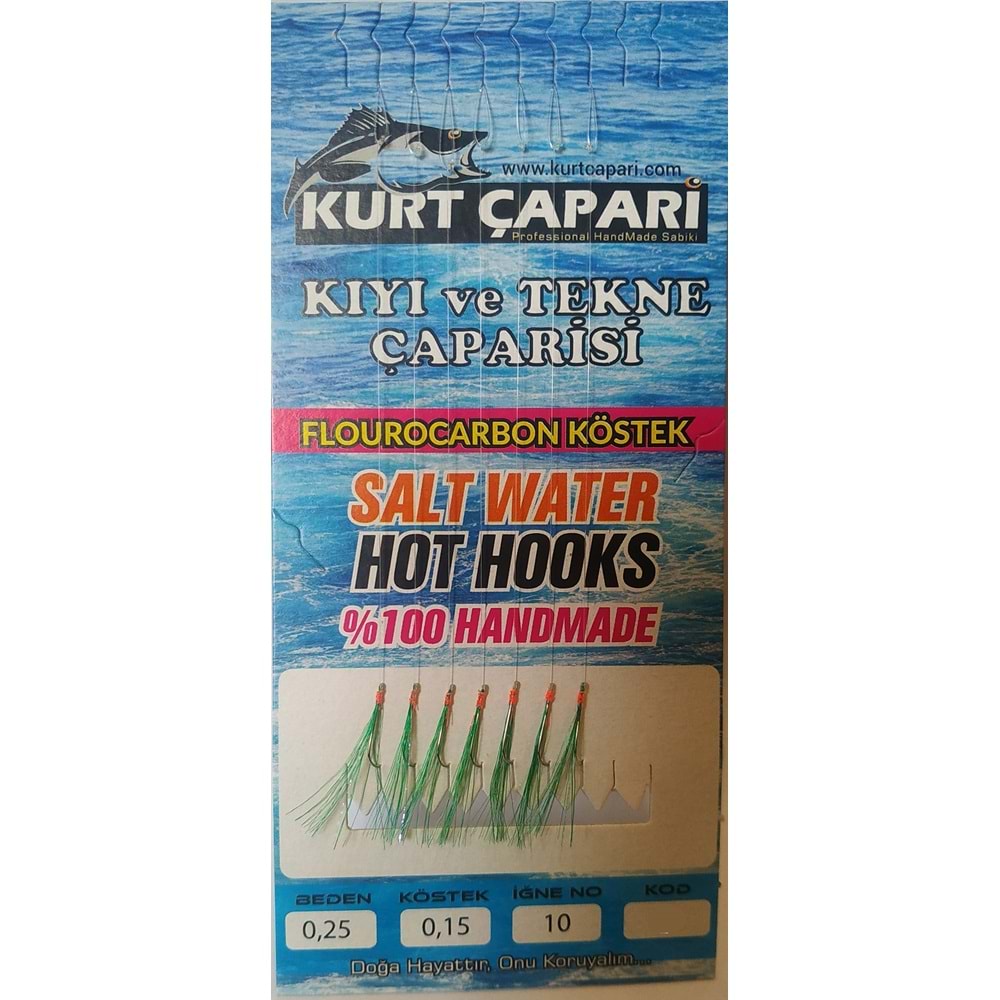 www.kurtcapari.com
KURT ÇAPARİ
Professional HandMade Sabiki
KIYI ve TEKNE
ÇAPARİSİ
FLOUROCARBON KÖSTEK
SALT WATER
HOT HOOKS
%100 HANDMADE
BEDEN KÖSTEK İĞNE NO KOD
0,25 0,15 10
Doğa Hayattır, Onu Koruyalım...